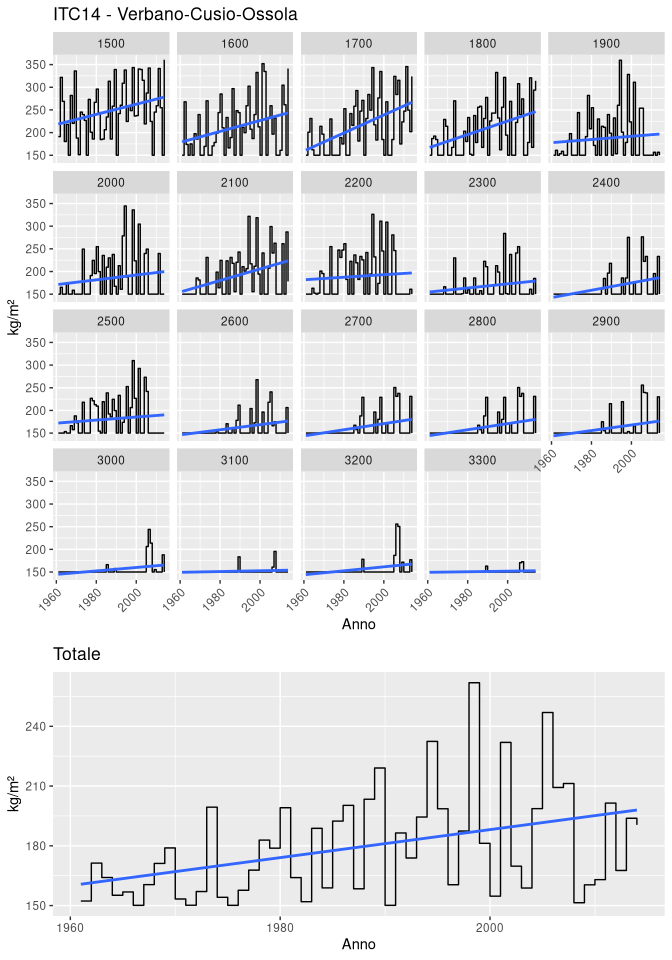 ITC14 - Verbano-Cusio-Ossola
1500 1600 1700 1800 1900
350
300
250
200
150
2000 2100 2200 2300 2400
350
300
250
200
150
kg/m²
2500 2600 2700 2800 2900
350
300
250
200
150
1960 1980 2000
3000 3100 3200 3300
350
300
250
200
150
1960 1980 2000 1960 1980 2000 1960 1980 2000 1960 1980 2000
Anno
Totale
240
210
kg/m²
180
150
1960 1980 2000
Anno